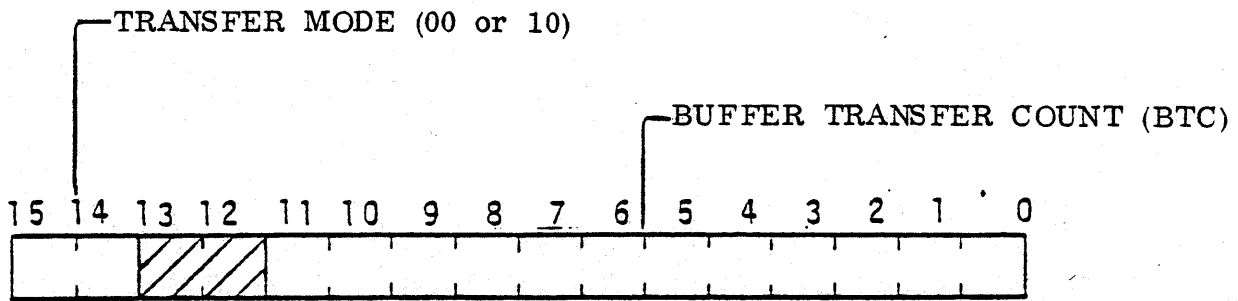 TRANSFER MODE (00 or 10)
BUFFER TRANSFER COUNT (BTC)
15 14 13 12 11 10 9 8 7 6 5 4 3 2 1 0